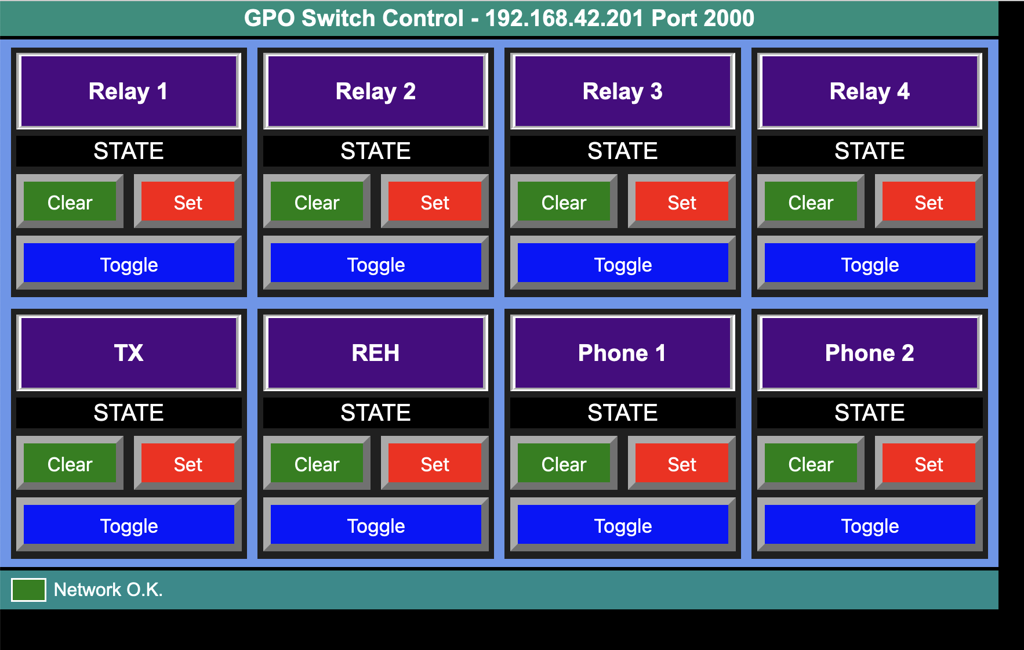 GPO Switch Control - 192.168.42.201 Port 2000
Relay 1 Relay 2 Relay 3 Relay 4
STATE STATE STATE STATE
Clear Set Clear Set Clear Set Clear Set
Toggle Toggle Toggle Toggle
TX REH Phone 1 Phone 2
STATE STATE STATE STATE
Clear Set Clear Set Clear Set Clear Set
Toggle Toggle Toggle Toggle
Network O.K.